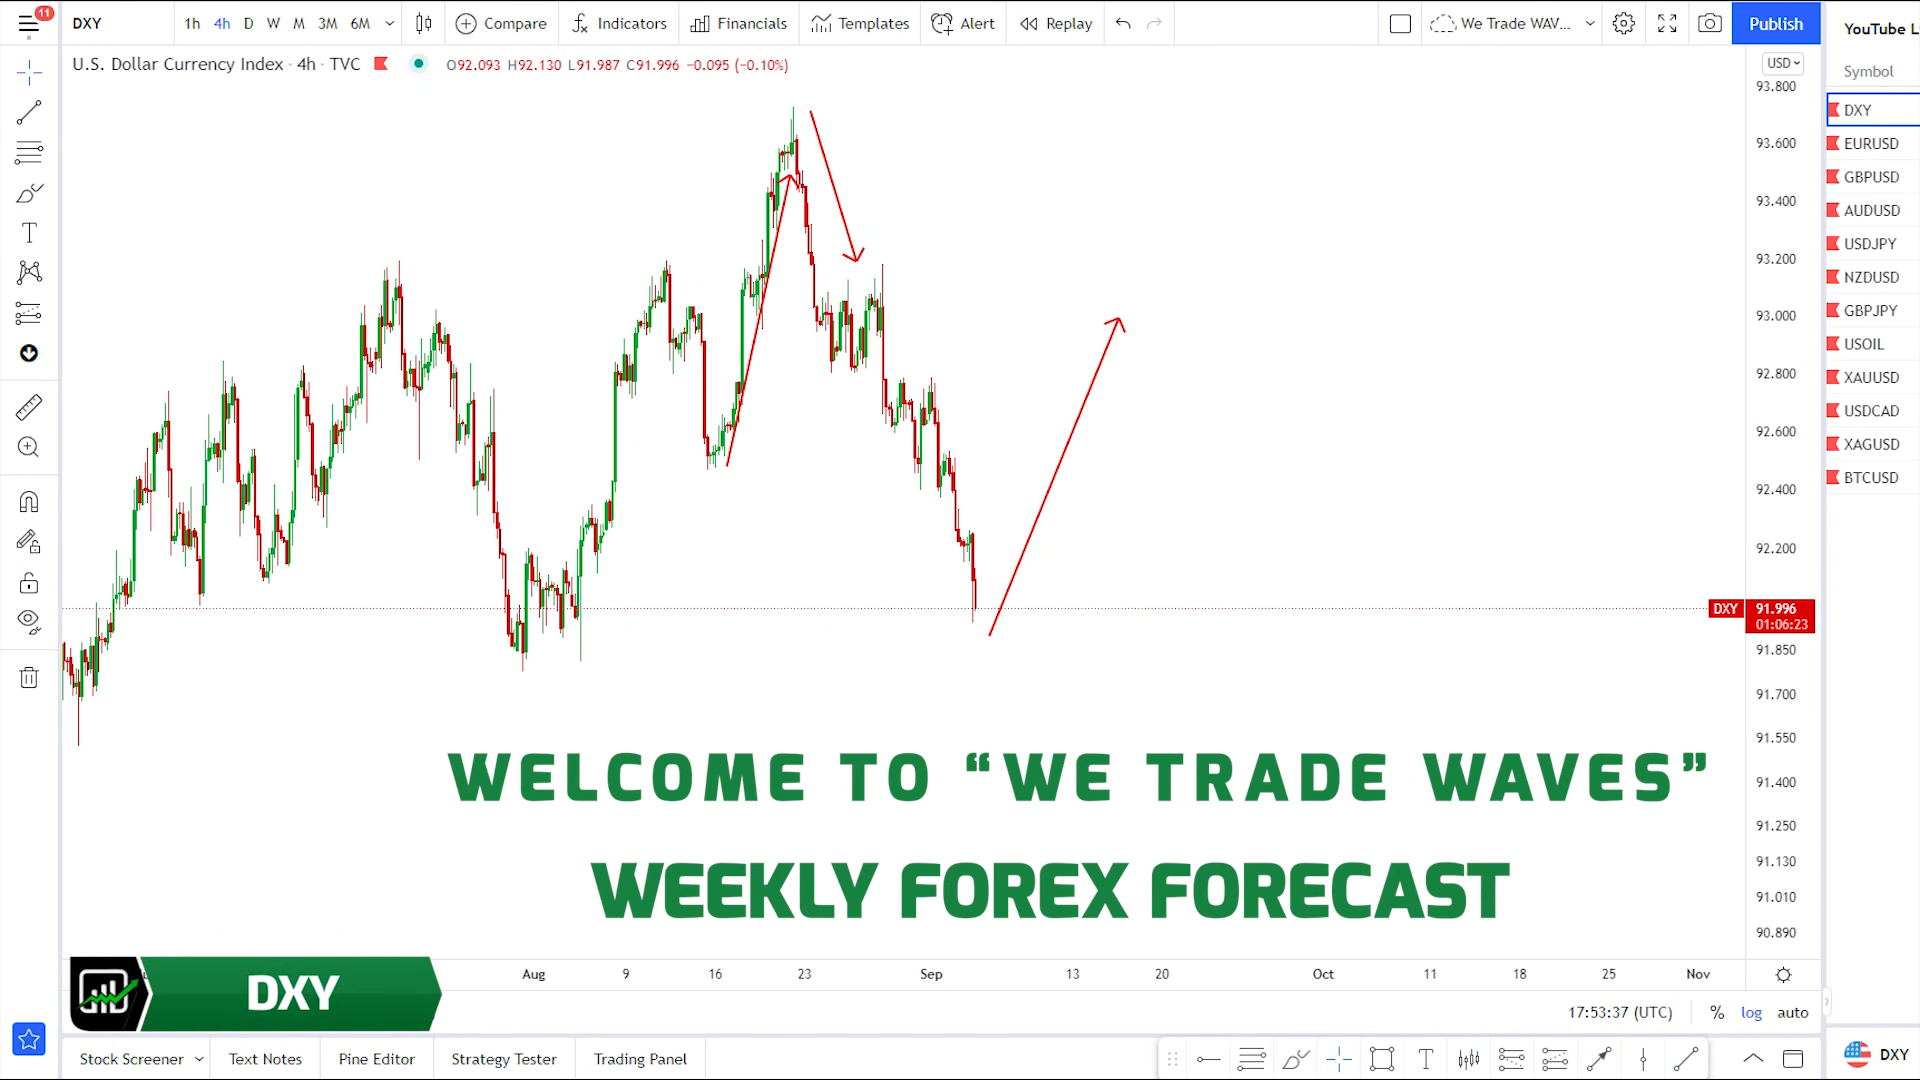 11
DXY
1h 4h D W M 3M 6M
Compare
Indicators
Financials
Templates
Alert
Replay
We Trade WAV...
Publish
U.S. Dollar Currency Index · 4h · TVC
O92.093 H92.130 L91.987 C91.996 −0.095 (−0.10%)
USD
93.800
93.600
93.400
93.200
93.000
92.800
92.600
92.400
92.200
DXY 91.996
01:06:23
91.850
91.700
91.550
91.400
91.250
91.130
91.010
90.890
Symbol
DXY
EURUSD
GBPUSD
AUDUSD
USDJPY
NZDUSD
GBPJPY
USOIL
XAUUSD
USDCAD
XAGUSD
BTCUSD
YouTube
WELCOME TO “WE TRADE WAVES”
WEEKLY FOREX FORECAST
DXY
Aug 9 16 23 Sep 13 20 Oct 11 18 25 Nov
17:53:37 (UTC) % log auto
Stock Screener
Text Notes
Pine Editor
Strategy Tester
Trading Panel
T
DXY